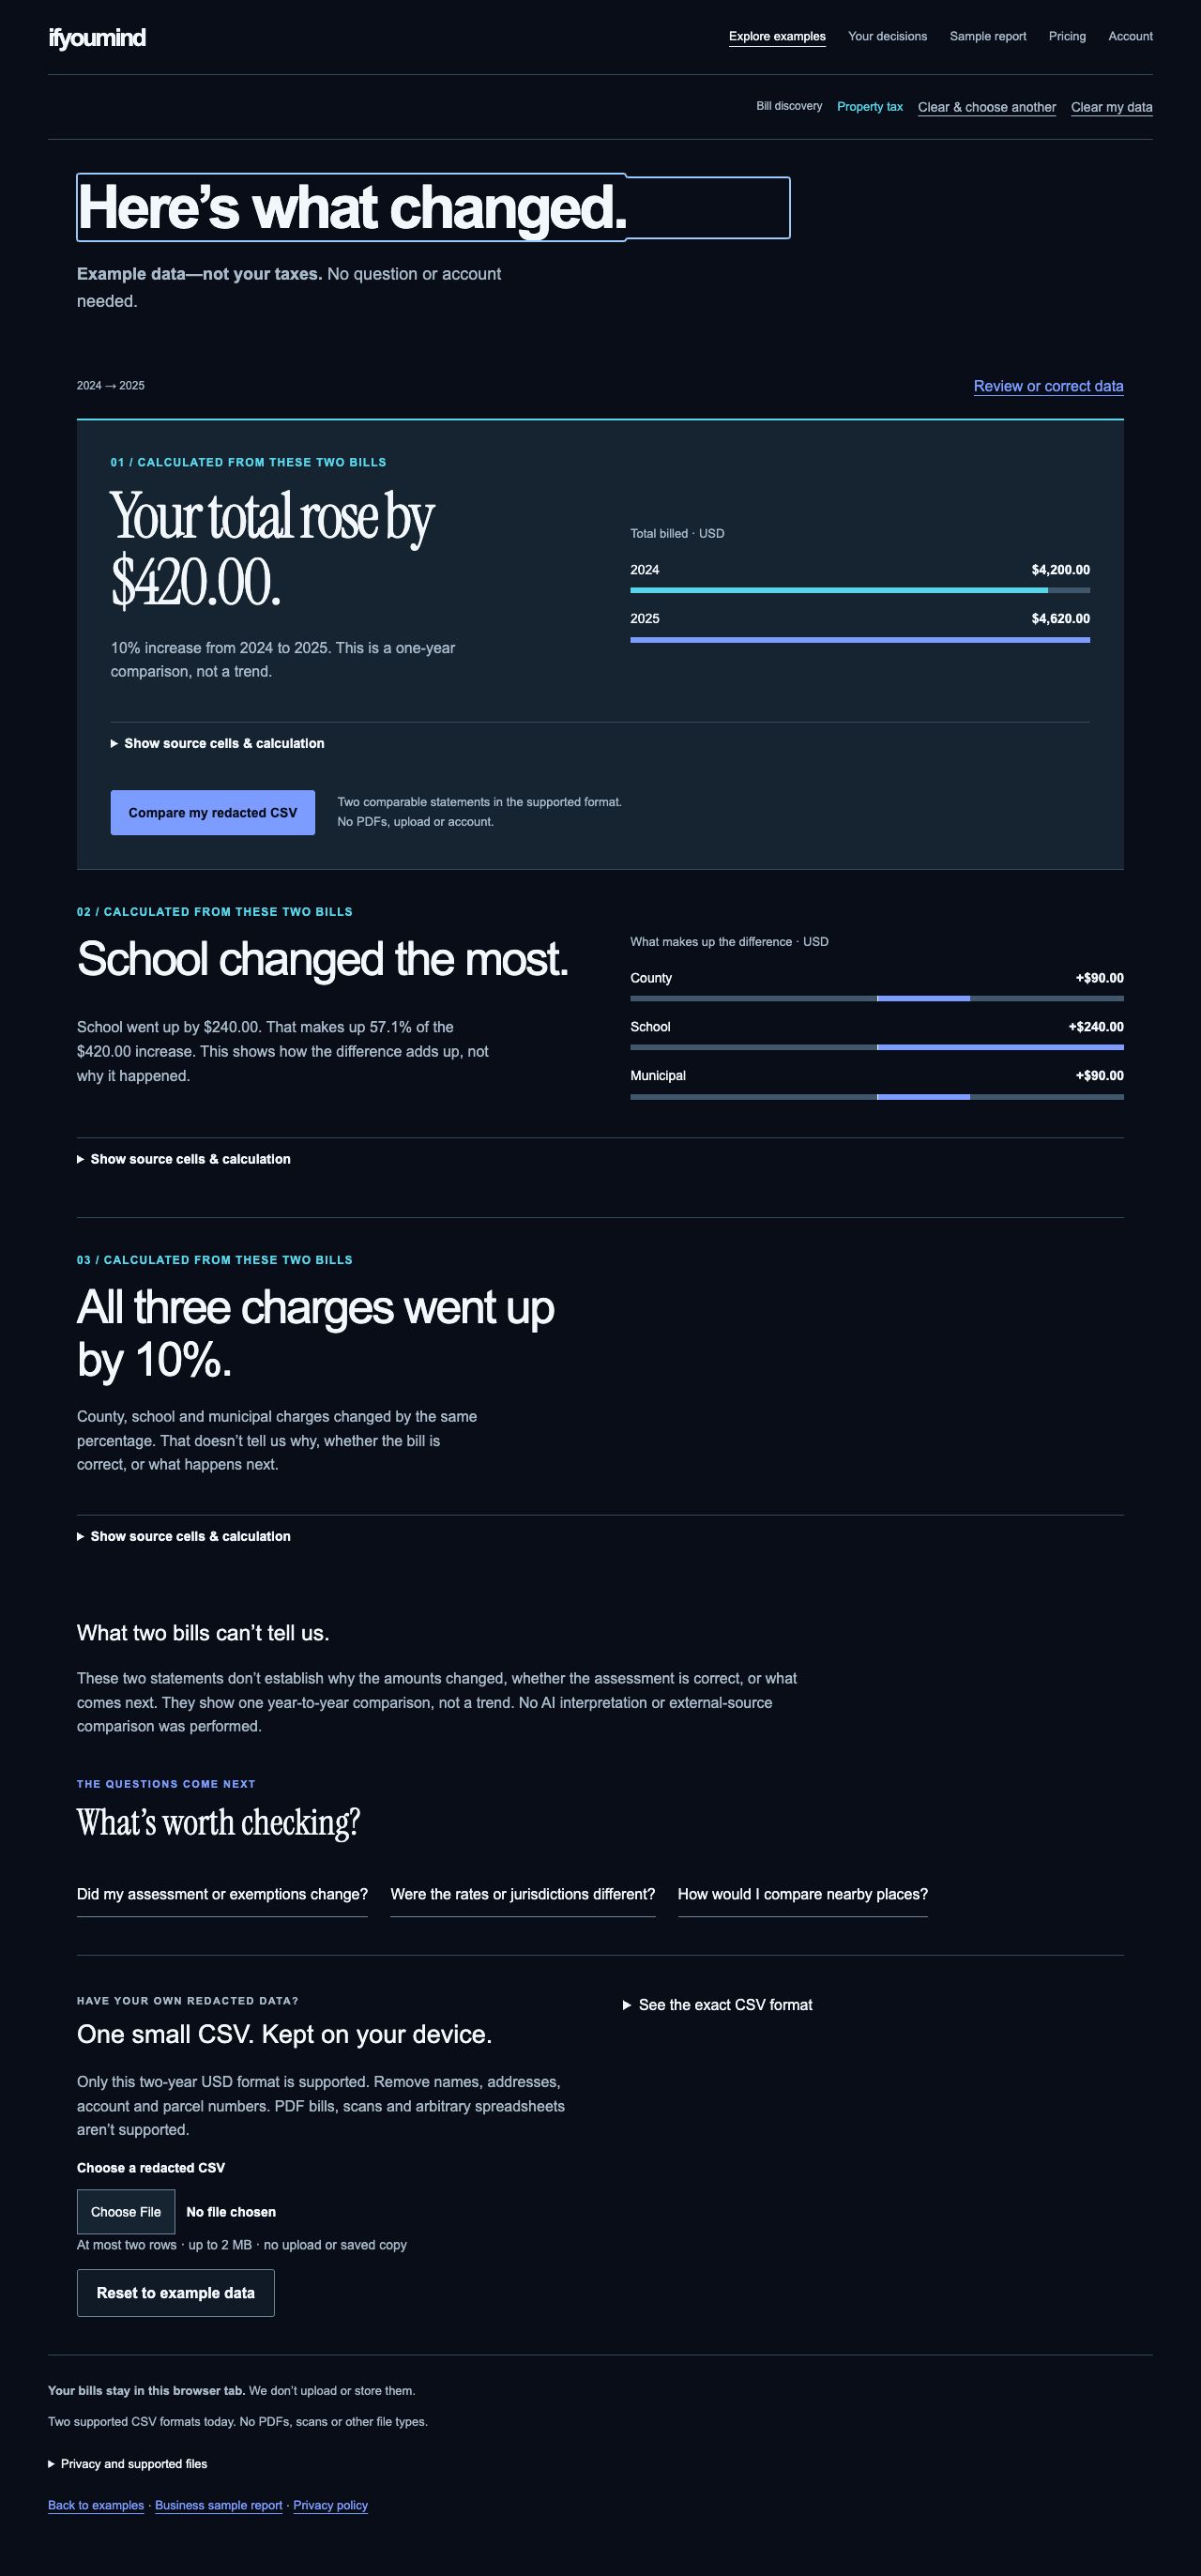 ifyoumind
Explore examples
Your decisions
Sample report
Pricing
Account
Bill discovery
Property tax
Clear & choose another
Clear my data
Here’s what changed.
Example data—not your taxes. No question or account
needed.
2024 → 2025
Review or correct data
01 / CALCULATED FROM THESE TWO BILLS
Your total rose by
$420.00.
10% increase from 2024 to 2025. This is a one-year
comparison, not a trend.
Total billed · USD
2024 $4,200.00
2025 $4,620.00
Show source cells & calculation
Compare my redacted CSV
Two comparable statements in the supported format.
No PDFs, upload or account.
02 / CALCULATED FROM THESE TWO BILLS
School changed the most.
School went up by $240.00. That makes up 57.1% of the
$420.00 increase. This shows how the difference adds up, not
why it happened.
What makes up the difference · USD
County +$90.00
School +$240.00
Municipal +$90.00
Show source cells & calculation
03 / CALCULATED FROM THESE TWO BILLS
All three charges went up
by 10%.
County, school and municipal charges changed by the same
percentage. That doesn’t tell us why, whether the bill is
correct, or what happens next.
Show source cells & calculation
What two bills can’t tell us.
These two statements don’t establish why the amounts changed, whether the assessment is correct, or what
comes next. They show one year-to-year comparison, not a trend. No AI interpretation or external-source
comparison was performed.
THE QUESTIONS COME NEXT
What’s worth checking?
Did my assessment or exemptions change?
Were the rates or jurisdictions different?
How would I compare nearby places?
HAVE YOUR OWN REDACTED DATA?
One small CSV. Kept on your device.
Only this two-year USD format is supported. Remove names, addresses,
account and parcel numbers. PDF bills, scans and arbitrary spreadsheets
aren’t supported.
See the exact CSV format
Choose a redacted CSV
Choose File No file chosen
At most two rows · up to 2 MB · no upload or saved copy
Reset to example data
Your bills stay in this browser tab. We don’t upload or store them.
Two supported CSV formats today. No PDFs, scans or other file types.
Privacy and supported files
Back to examples · Business sample report · Privacy policy